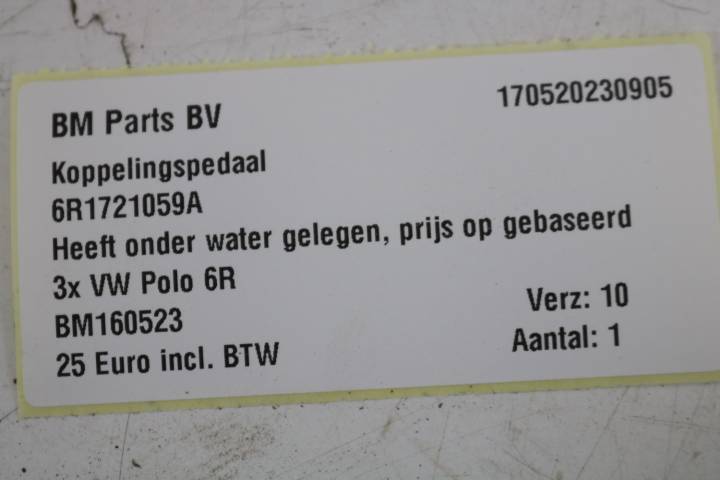 BM Parts BV 170520230905
Koppelingspedaal
6R1721059A
Heeft onder water gelegen, prijs op gebaseerd
3x VW Polo 6R
BM160523 Verz: 10
25 Euro incl. BTW Aantal: 1